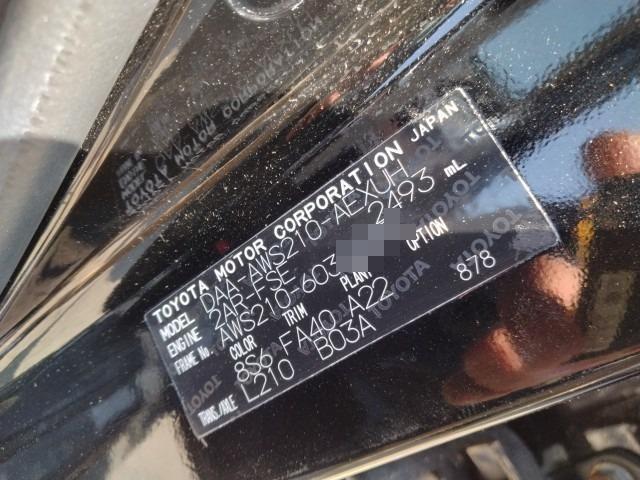 TOYOTA MOTOR CORPORATION JAPAN
MODEL DAA-AWS210-AEXUH
ENGINE 2AR-FSE 2493 mL
FRAME No. AWS210-603
COLOR TRIM PLANT OPTION
8S6 FA40 A22 878
TRANS./AXLE L210 B03A